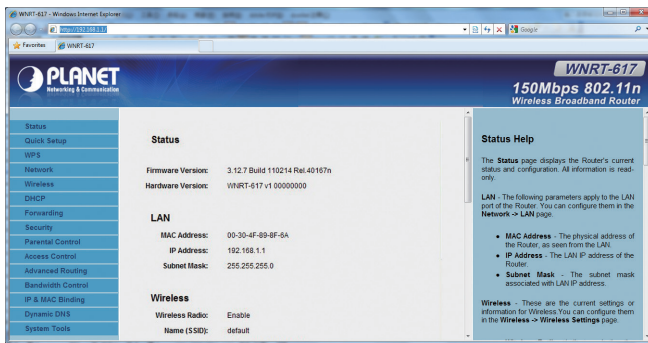 WNRT-617 - Windows Internet Explorer
http://192.168.1.1/
Google
Favorites
WNRT-617
PLANET
Networking & Communication
WNRT-617
150Mbps 802.11n
Wireless Broadband Router
Status
Quick Setup
WPS
Network
Wireless
DHCP
Forwarding
Security
Parental Control
Access Control
Advanced Routing
Bandwidth Control
IP & MAC Binding
Dynamic DNS
System Tools
Status
Firmware Version: 3.12.7 Build 110214 Rel.40167n
Hardware Version: WNRT-617 v1 00000000
LAN
MAC Address: 00-30-4F-89-8F-6A
IP Address: 192.168.1.1
Subnet Mask: 255.255.255.0
Wireless
Wireless Radio: Enable
Name (SSID): default
Status Help
The Status page displays the Router's current
status and configuration. All information is read-
only.
LAN - The following parameters apply to the LAN
port of the Router. You can configure them in the
Network -> LAN page.
• MAC Address - The physical address of
the Router, as seen from the LAN.
• IP Address - The LAN IP address of the
Router.
• Subnet Mask - The subnet mask
associated with LAN IP address.
Wireless - These are the current settings or
information for Wireless.You can configure them
in the Wireless -> Wireless Settings page.